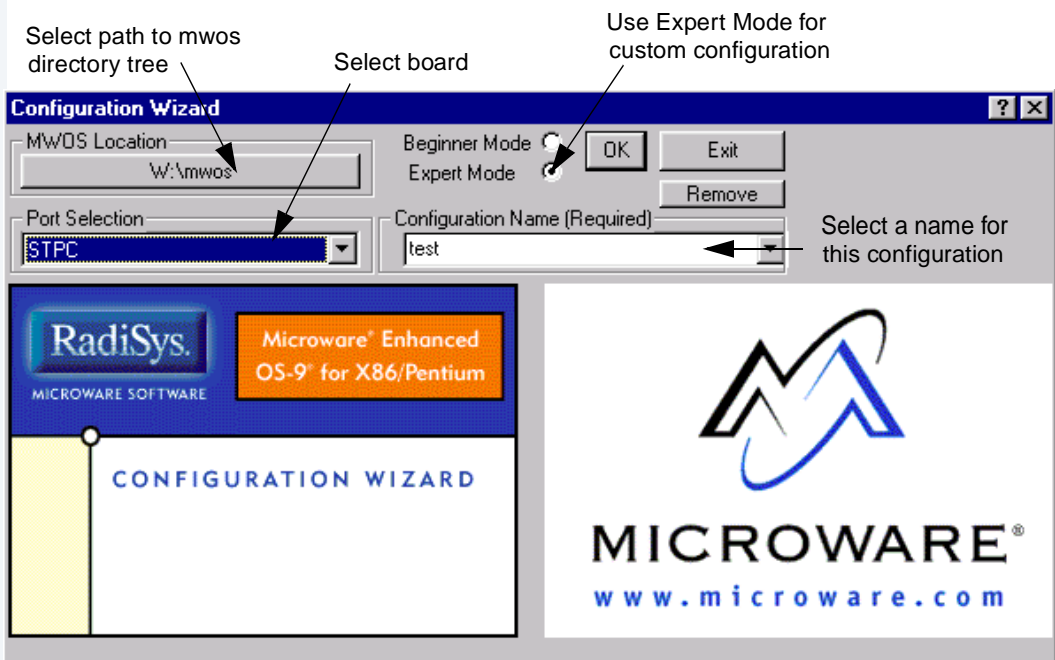 Select path to mwos
directory tree
Select board
Use Expert Mode for
custom configuration
Configuration Wizard
MWOS Location
W:\mwos
Beginner Mode
Expert Mode
OK
Exit
Remove
Port Selection
STPC
Configuration Name (Required)
test
Select a name for
this configuration
RadiSys.
MICROWARE SOFTWARE
Microware® Enhanced
OS-9® for X86/Pentium
CONFIGURATION WIZARD
MICROWARE®
www.microware.com